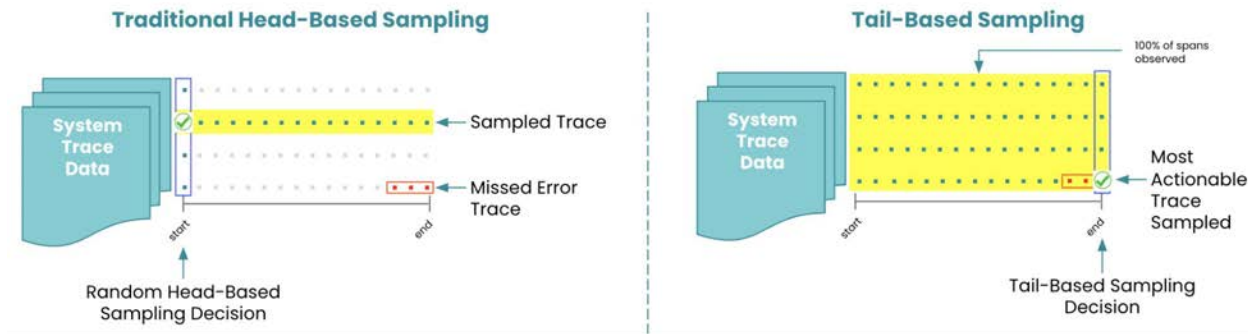 Traditional Head-Based Sampling
System
Trace
Data
Sampled Trace
Missed Error
Trace
start
end
Random Head-Based
Sampling Decision
Tail-Based Sampling
100% of spans
observed
System
Trace
Data
Most
Actionable
Trace
Sampled
start
end
Tail-Based Sampling
Decision